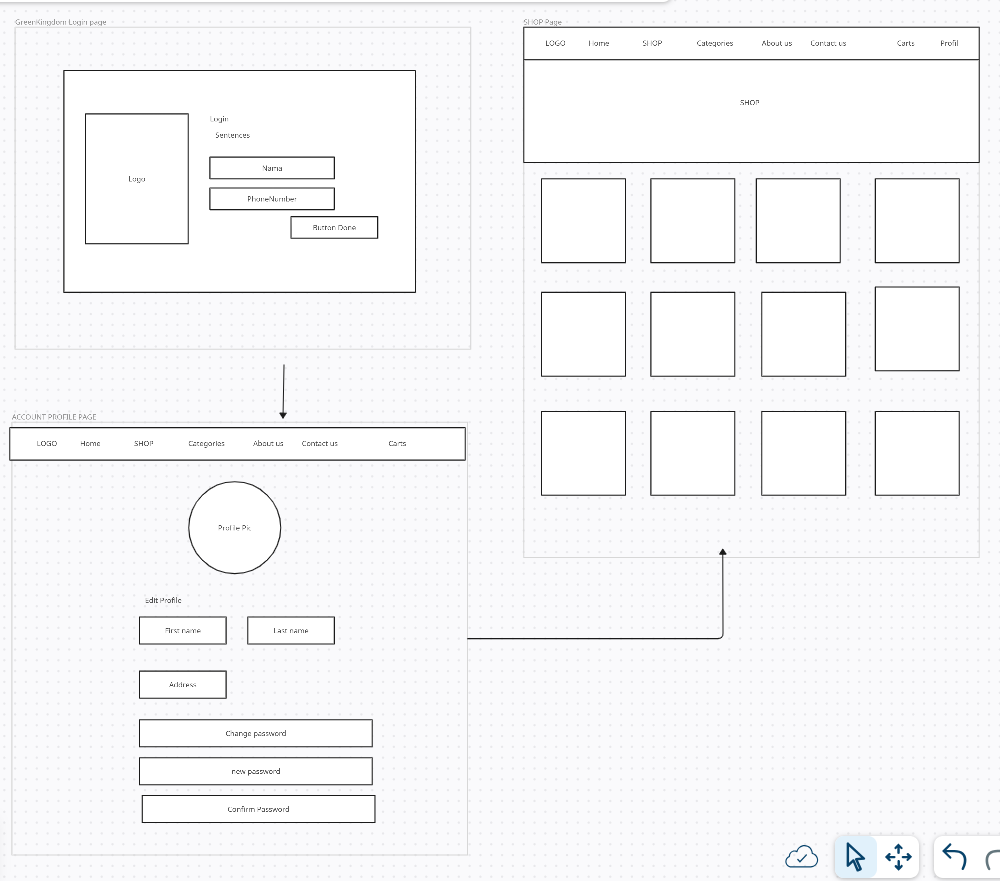 GreenKingdom Login page
Logo
Login
Sentences
Nama
PhoneNumber
Button Done
SHOP Page
LOGO Home SHOP Categories About us Contact us Carts Profil
SHOP
ACCOUNT PROFILE PAGE
LOGO Home SHOP Categories About us Contact us Carts
Profile Pic
Edit Profile
First name Last name
Address
Change password
new password
Confirm Password